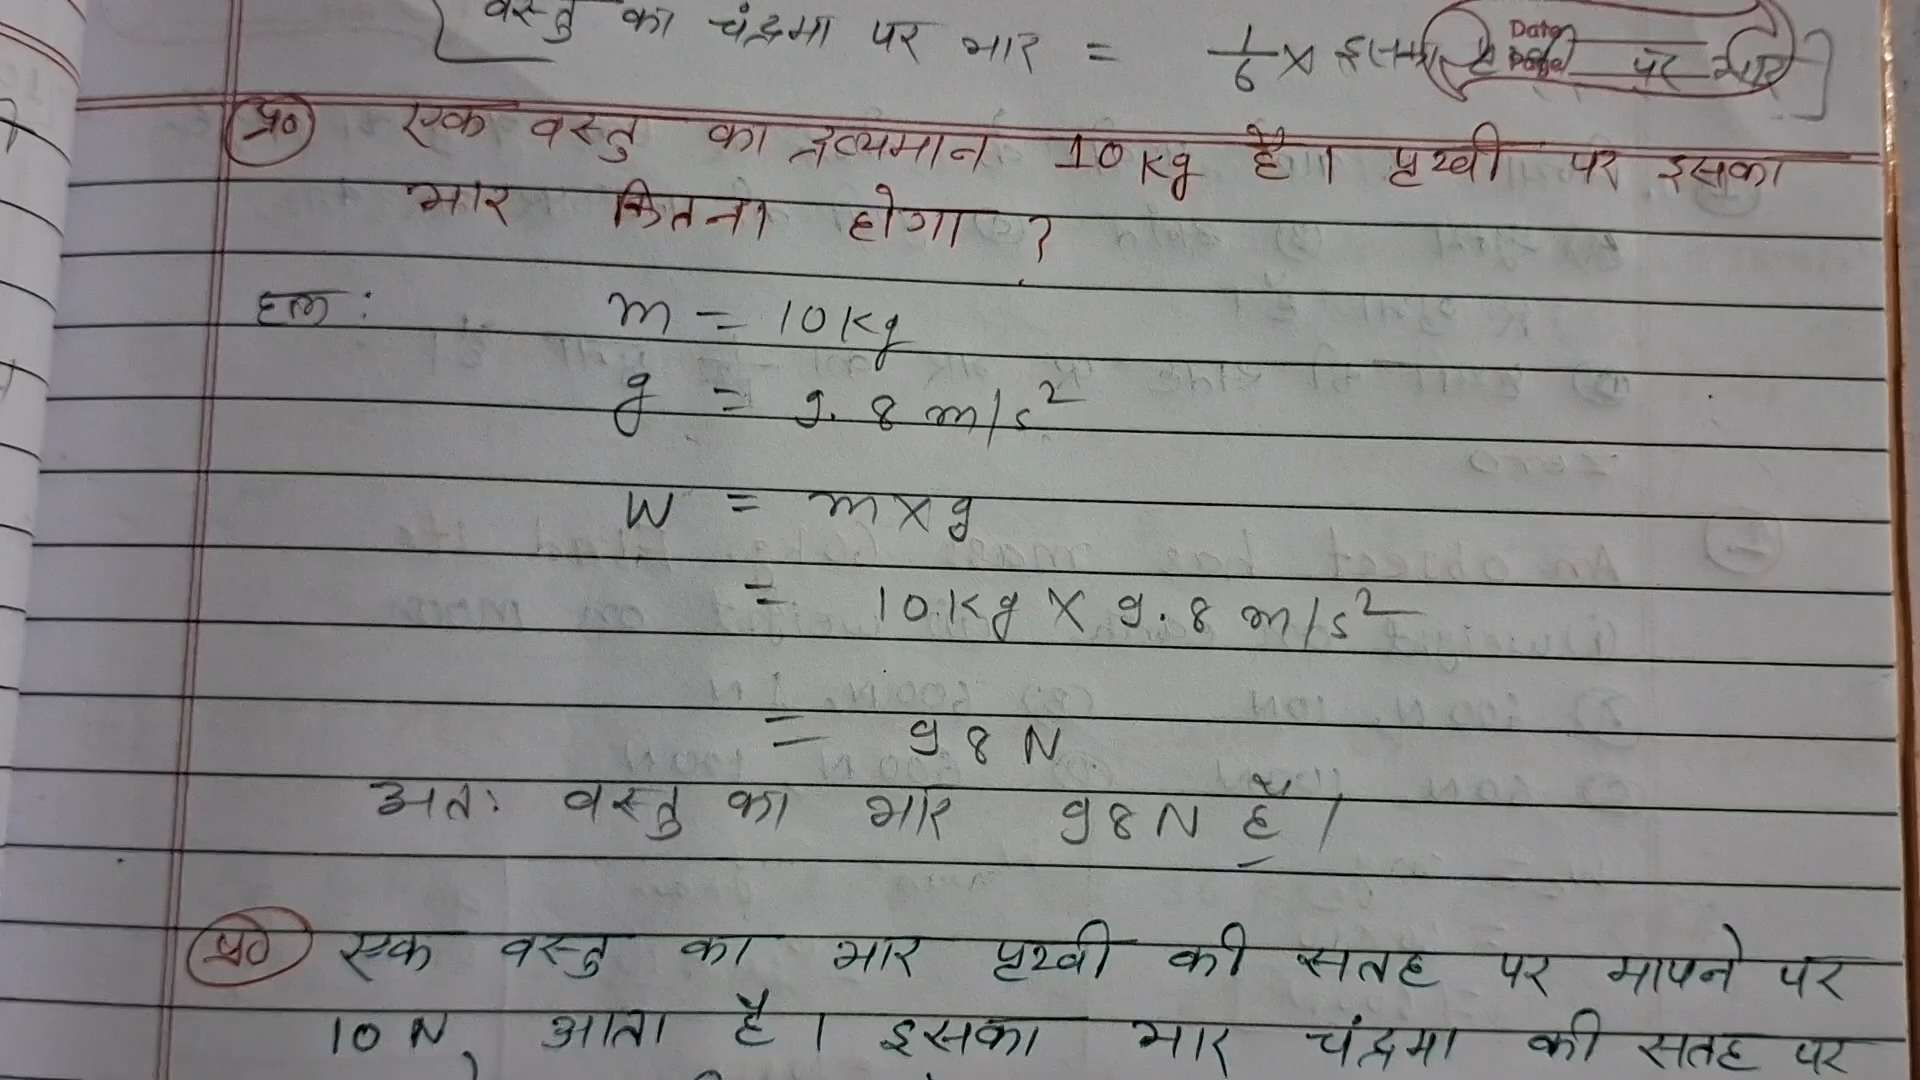 वस्तु का चंद्रमा पर भार = 1/6 × इसका पृथ्वी पर भार
Date
Page
प्र० एक वस्तु का द्रव्यमान 10 kg है। पृथ्वी पर इसका
भार कितना होगा ?
हल : m = 10 kg
g = 9.8 m/s²
W = m × g
= 10 kg × 9.8 m/s²
= 98 N
अतः वस्तु का भार 98 N है।
प्र० एक वस्तु का भार पृथ्वी की सतह पर मापने पर
10 N, आता है। इसका भार चंद्रमा की सतह पर